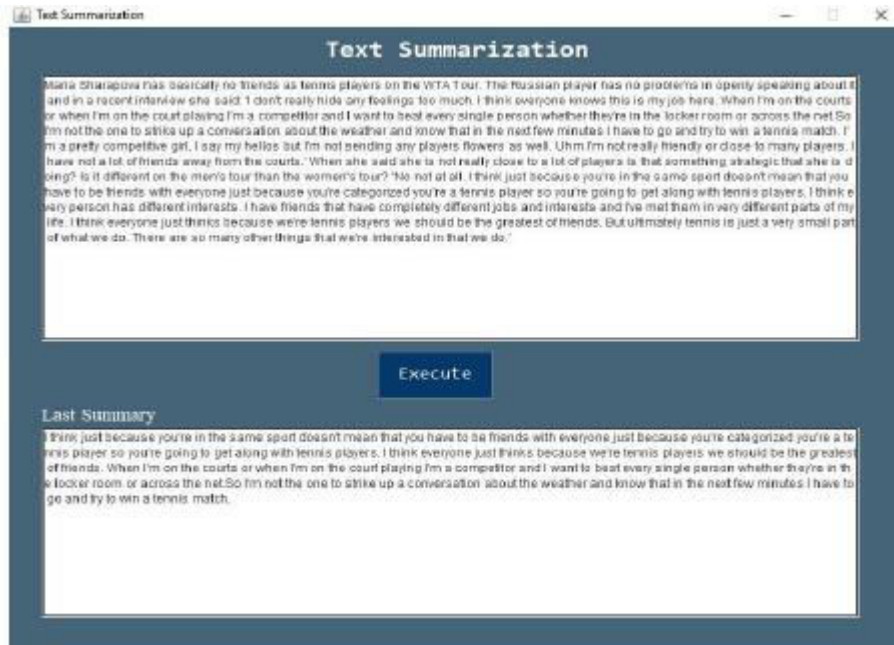 Text Summarization
Text Summarization
Maria Sharapova has basically no friends as tennis players on the WTA Tour. The Russian player has no problems in openly speaking about it
and in a recent interview she said: 'I don't really hide any feelings too much. I think everyone knows this is my job here. When I'm on the courts
or when I'm on the court playing I'm a competitor and I want to beat every single person whether they're in the locker room or across the net.So
I'm not the one to strike up a conversation about the weather and know that in the next few minutes I have to go and try to win a tennis match. I'
m a pretty competitive girl. I say my hellos but I'm not sending any players flowers as well. Uhm I'm not really friendly or close to many players. I
have not a lot of friends away from the courts.' When she said she is not really close to a lot of players is that something strategic that she is d
oing? Is it different on the men's tour than the women's tour? 'No not at all. I think just because you're in the same sport doesn't mean that you
have to be friends with everyone just because you're categorized you're a tennis player so you're going to get along with tennis players. I think e
very person has different interests. I have friends that have completely different jobs and interests and I've met them in very different parts of my
life. I think everyone just thinks because we're tennis players we should be the greatest of friends. But ultimately tennis is just a very small part
of what we do. There are so many other things that we're interested in that we do.'
Execute
Last Summary
I think just because you're in the same sport doesn't mean that you have to be friends with everyone just because you're categorized you're a te
nnis player so you're going to get along with tennis players. I think everyone just thinks because we're tennis players we should be the greatest
of friends. When I'm on the courts or when I'm on the court playing I'm a competitor and I want to beat every single person whether they're in th
e locker room or across the net.So I'm not the one to strike up a conversation about the weather and know that in the next few minutes I have to
go and try to win a tennis match.